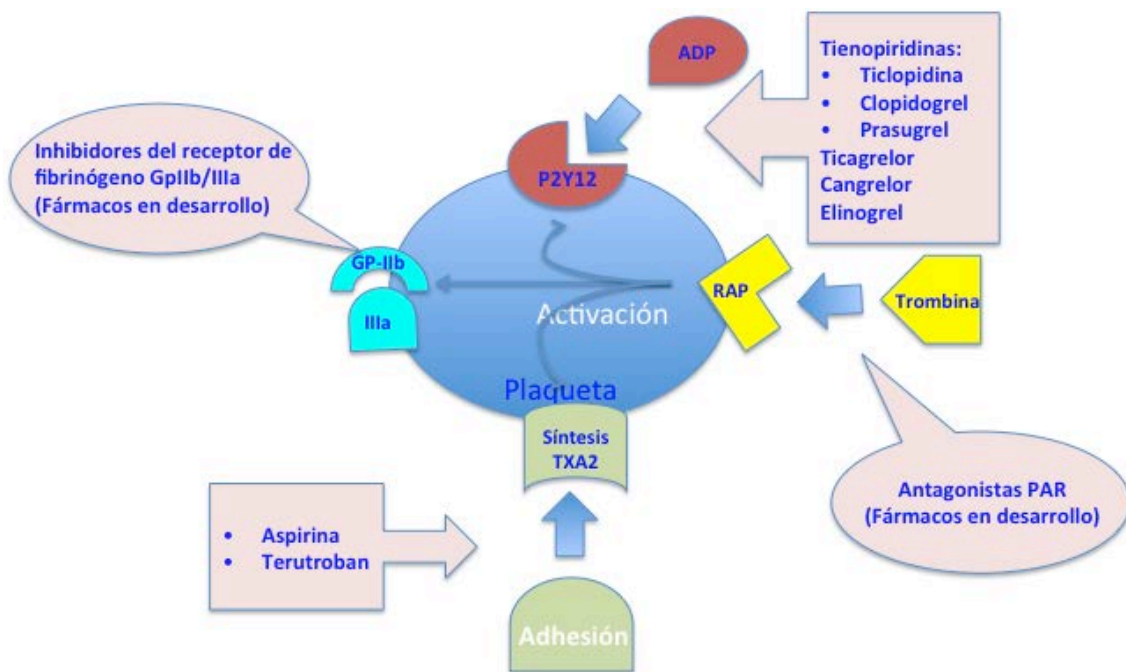 ADP
Tienopiridinas:
• Ticlopidina
• Clopidogrel
• Prasugrel
Ticagrelor
Cangrelor
Elinogrel
Inhibidores del receptor de
fibrinógeno GpIIb/IIIa
(Fármacos en desarrollo)
P2Y12
GP-IIb
IIIa
RAP
Trombina
Activación
Plaqueta
Síntesis
TXA2
Antagonistas PAR
(Fármacos en desarrollo)
• Aspirina
• Terutroban
Adhesión